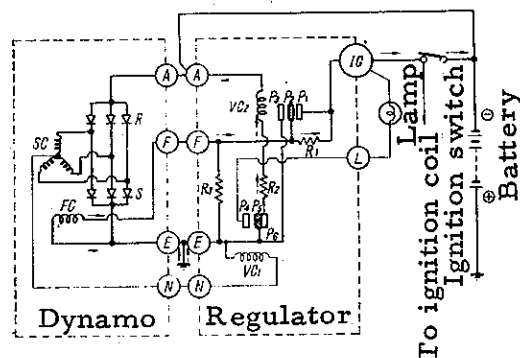 A
A
IG
P3 P2 P1
VC2
R
SC
F
F
R1
L
R3
R2
FC
P4 P5
P6
E
E
VC1
N
N
Dynamo
Regulator
Lamp
To ignition coil
Ignition switch
Battery
⊖
⊕